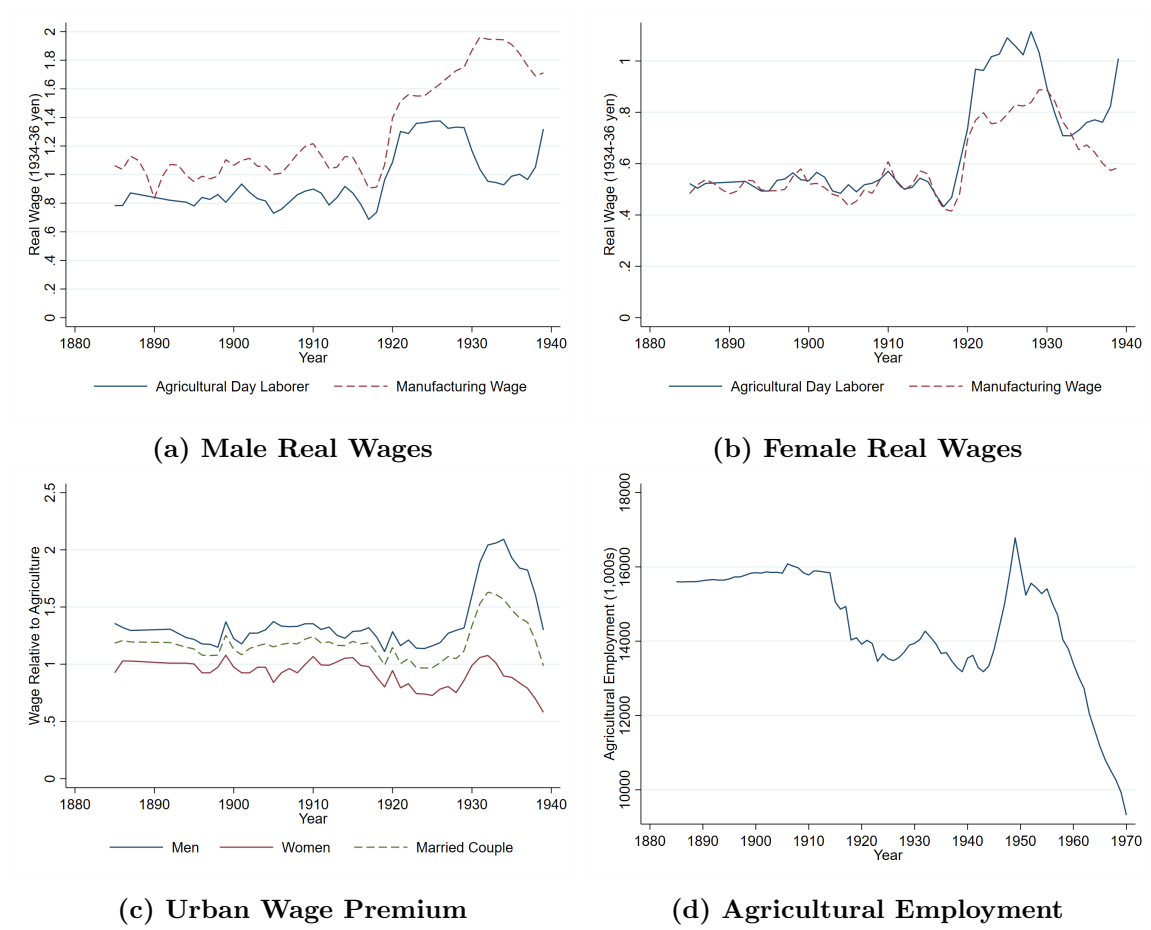 Real Wage (1934-36 yen)
0 .2 .4 .6 .8 1 1.2 1.4 1.6 1.8 2
1880 1890 1900 1910 1920 1930 1940
Year
Agricultural Day Laborer Manufacturing Wage
(a) Male Real Wages
Real Wage (1934-36 yen)
0 .2 .4 .6 .8 1
1880 1890 1900 1910 1920 1930 1940
Year
Agricultural Day Laborer Manufacturing Wage
(b) Female Real Wages
Wage Relative to Agriculture
0 .5 1 1.5 2 2.5
1880 1890 1900 1910 1920 1930 1940
Year
Men Women Married Couple
(c) Urban Wage Premium
Agricultural Employment (1,000s)
10000 12000 14000 16000 18000
1880 1890 1900 1910 1920 1930 1940 1950 1960 1970
Year
(d) Agricultural Employment